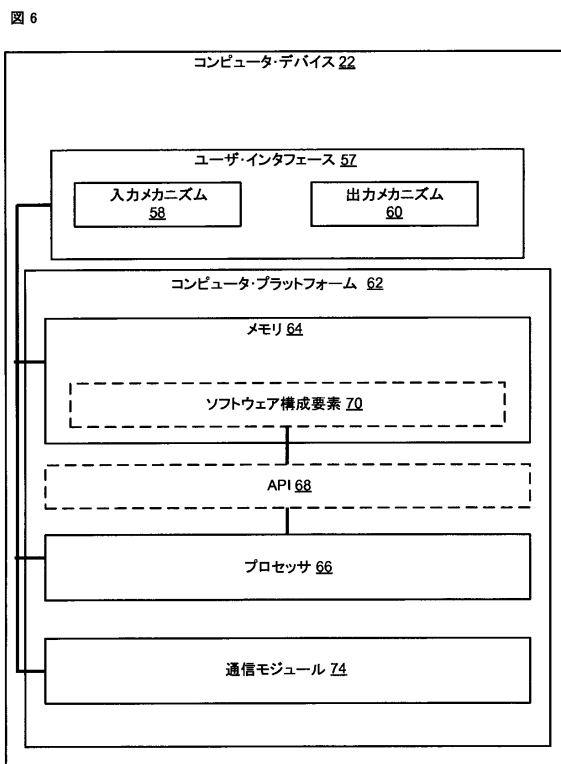 図 6
コンピュータ・デバイス 22
ユーザ・インタフェース 57
入力メカニズム
58
出力メカニズム
60
コンピュータ・プラットフォーム 62
メモリ 64
ソフトウェア構成要素 70
API 68
プロセッサ 66
通信モジュール 74